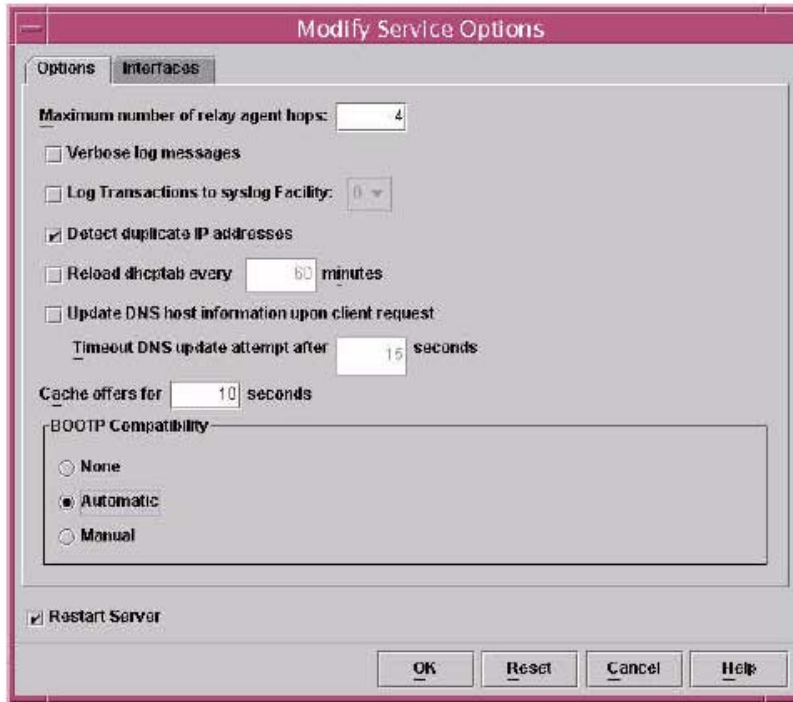 Modify Service Options
Options Interfaces
Maximum number of relay agent hops: 4
Verbose log messages
Log Transactions to syslog Facility: 0
Detect duplicate IP addresses
Reload dhcptab every 60 minutes
Update DNS host information upon client request
Timeout DNS update attempt after 15 seconds
Cache offers for 10 seconds
BOOTP Compatibility
None
Automatic
Manual
Restart Server
OK Reset Cancel Help